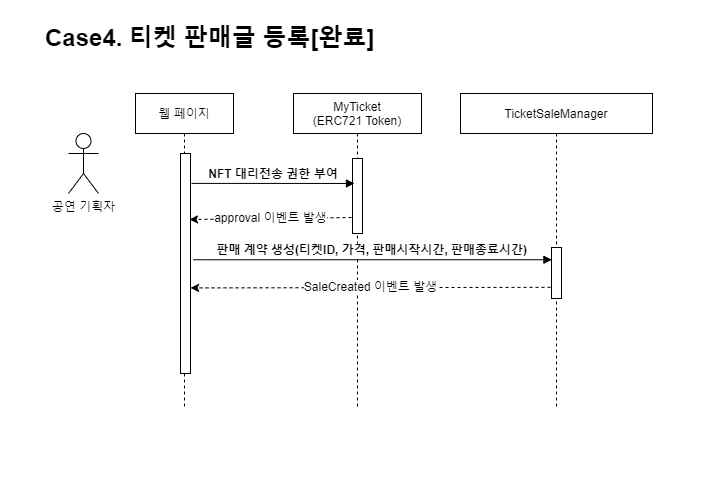 Case4. 티켓 판매글 등록[완료]
웹 페이지
MyTicket
(ERC721 Token)
TicketSaleManager
공연 기획자
NFT 대리전송 권한 부여
approval 이벤트 발생
판매 계약 생성(티켓ID, 가격, 판매시작시간, 판매종료시간)
SaleCreated 이벤트 발생